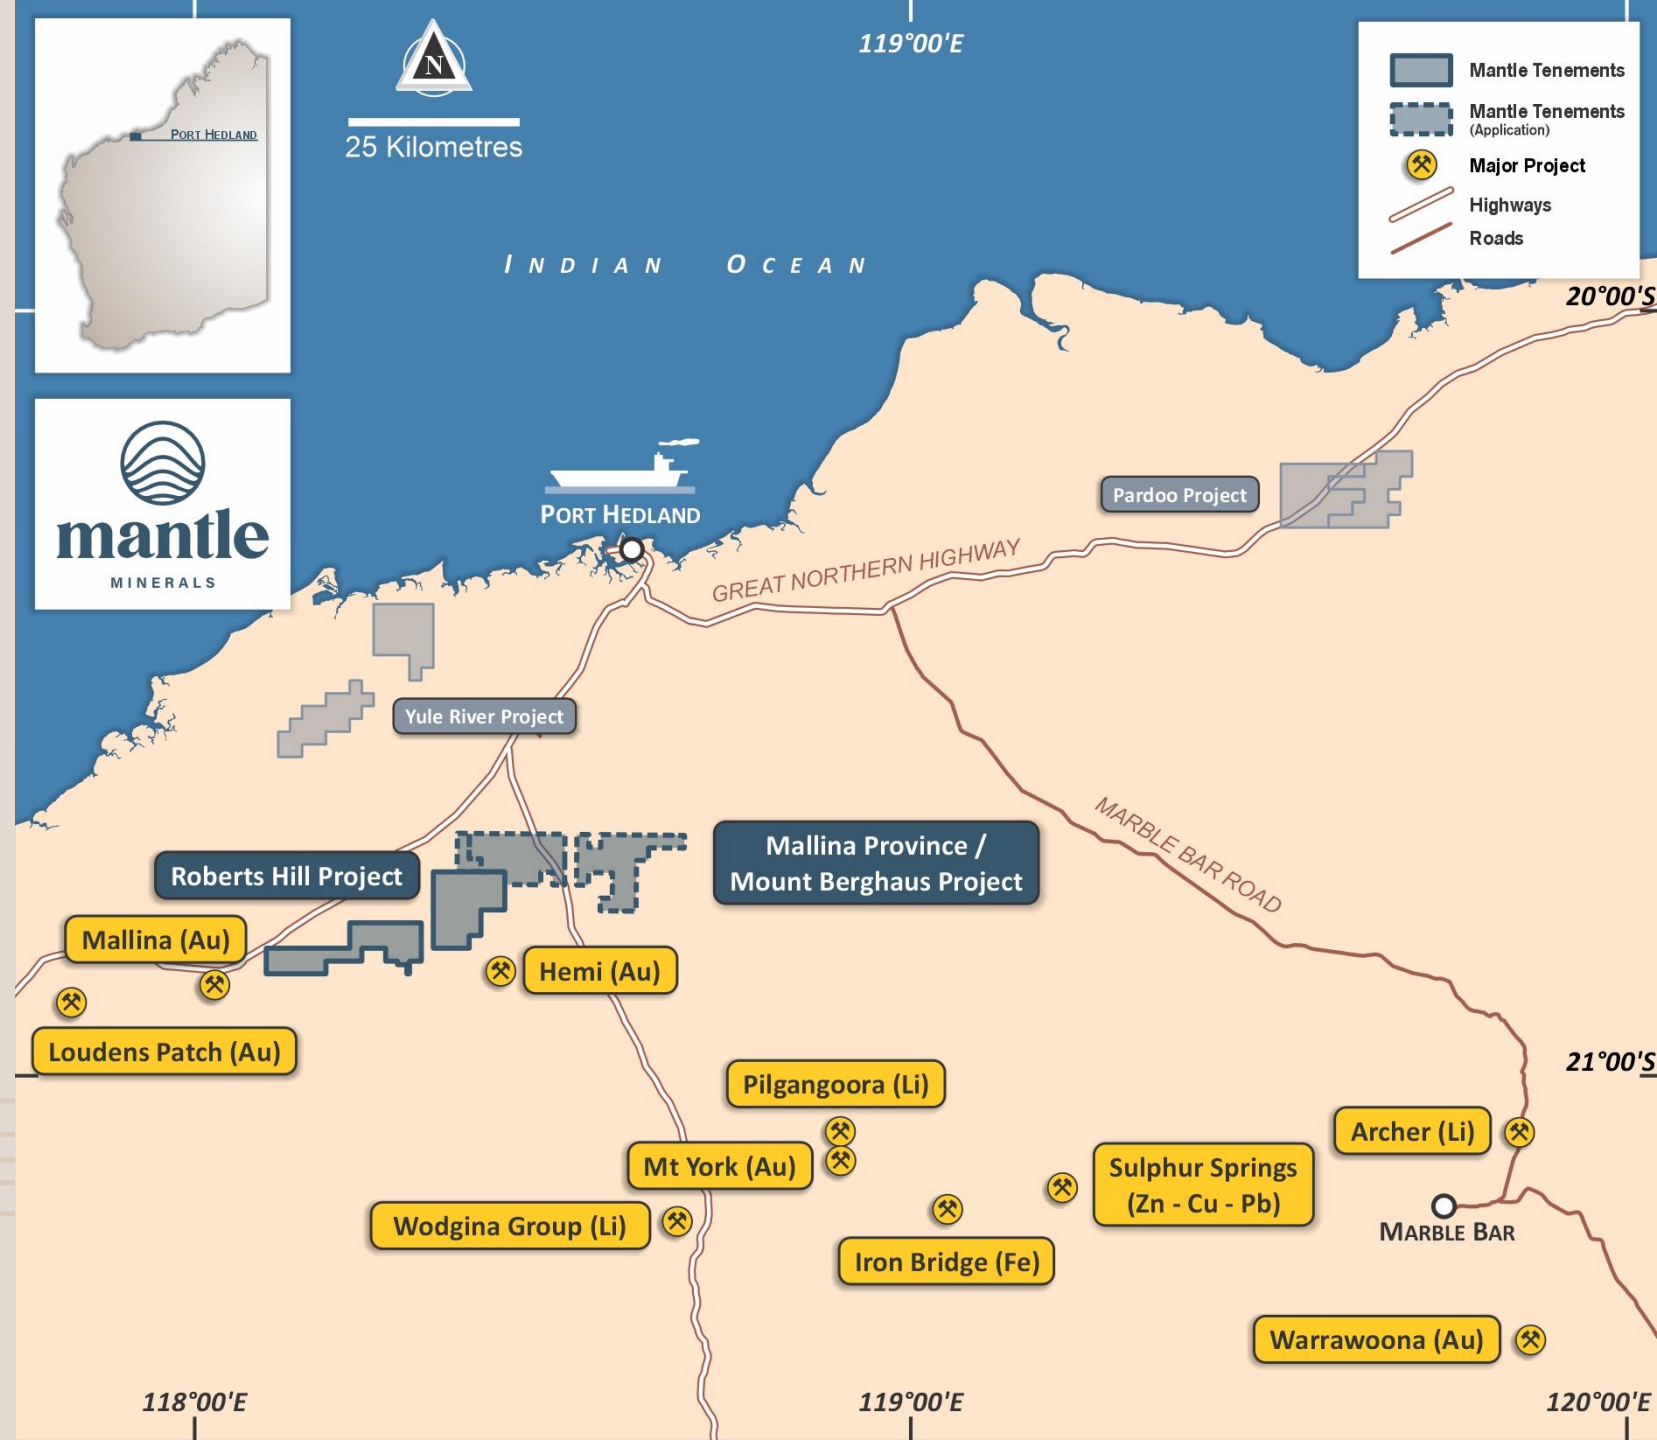 119°00'E
N
25 Kilometres
PORT HEDLAND
Mantle Tenements
Mantle Tenements
(Application)
Major Project
Highways
Roads
INDIAN OCEAN
20°00'S
mantle
MINERALS
PORT HEDLAND
Pardoo Project
GREAT NORTHERN HIGHWAY
Yule River Project
MARBLE BAR ROAD
Roberts Hill Project
Mallina Province /
Mount Berghaus Project
Mallina (Au)
Hemi (Au)
Loudens Patch (Au)
21°00'S
Pilgangoora (Li)
Archer (Li)
Mt York (Au)
Sulphur Springs
(Zn - Cu - Pb)
Wodgina Group (Li)
MARBLE BAR
Iron Bridge (Fe)
Warrawoona (Au)
118°00'E
119°00'E
120°00'E